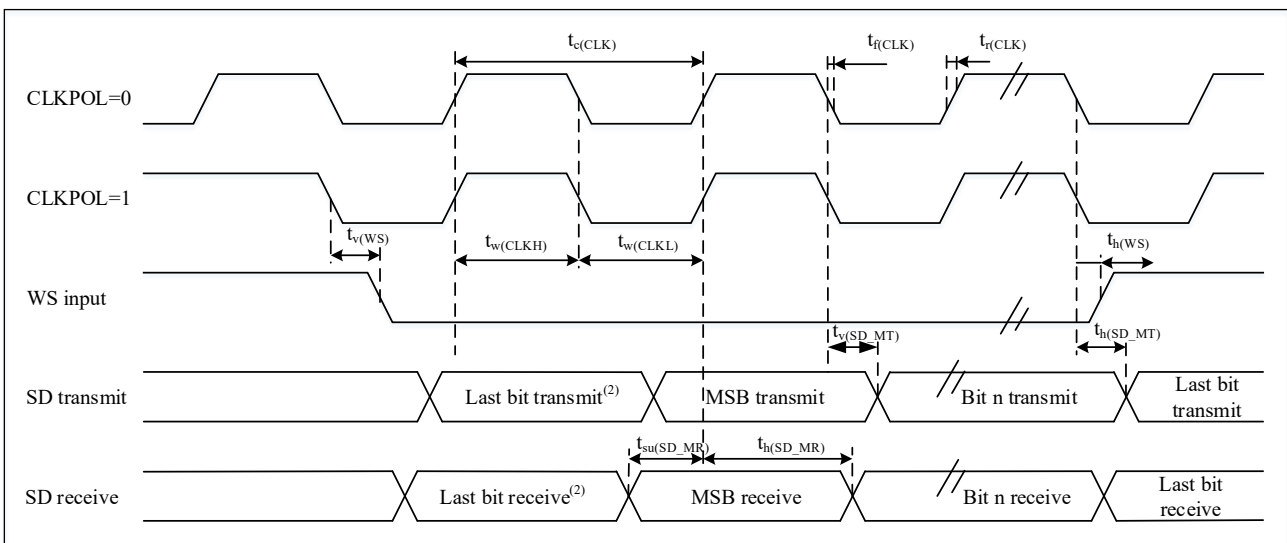 t_c(CLK)
t_f(CLK)
t_r(CLK)
CLKPOL=0
CLKPOL=1
t_v(WS)
t_w(CLKH)
t_w(CLKL)
t_h(WS)
WS input
t_v(SD_MT)
t_h(SD_MT)
SD transmit
Last bit transmit(2)
MSB transmit
Bit n transmit
Last bit
transmit
t_su(SD_MR)
t_h(SD_MR)
SD receive
Last bit receive(2)
MSB receive
Bit n receive
Last bit
receive